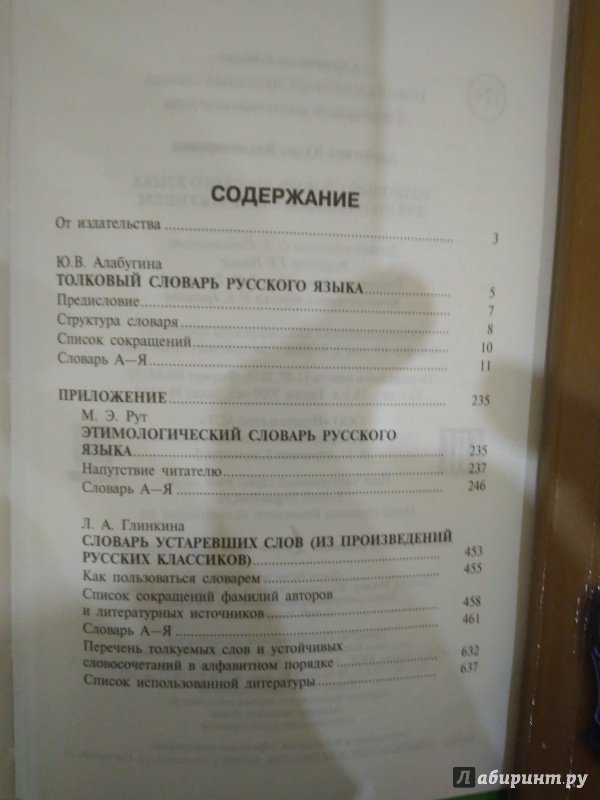 СОДЕРЖАНИЕ
От издательства 3
Ю.В. Алабугина
ТОЛКОВЫЙ СЛОВАРЬ РУССКОГО ЯЗЫКА 5
Предисловие 7
Структура словаря 8
Список сокращений 10
Словарь А—Я 11
ПРИЛОЖЕНИЕ 235
М. Э. Рут
ЭТИМОЛОГИЧЕСКИЙ СЛОВАРЬ РУССКОГО
ЯЗЫКА 235
Напутствие читателю 237
Словарь А—Я 246
Л. А. Глинкина
СЛОВАРЬ УСТАРЕВШИХ СЛОВ (ИЗ ПРОИЗВЕДЕНИЙ
РУССКИХ КЛАССИКОВ) 453
Как пользоваться словарем 455
Список сокращений фамилий авторов
и литературных источников 458
Словарь А—Я 461
Перечень толкуемых слов и устойчивых
словосочетаний в алфавитном порядке 632
Список использованной литературы 637
Лабиринт.ру